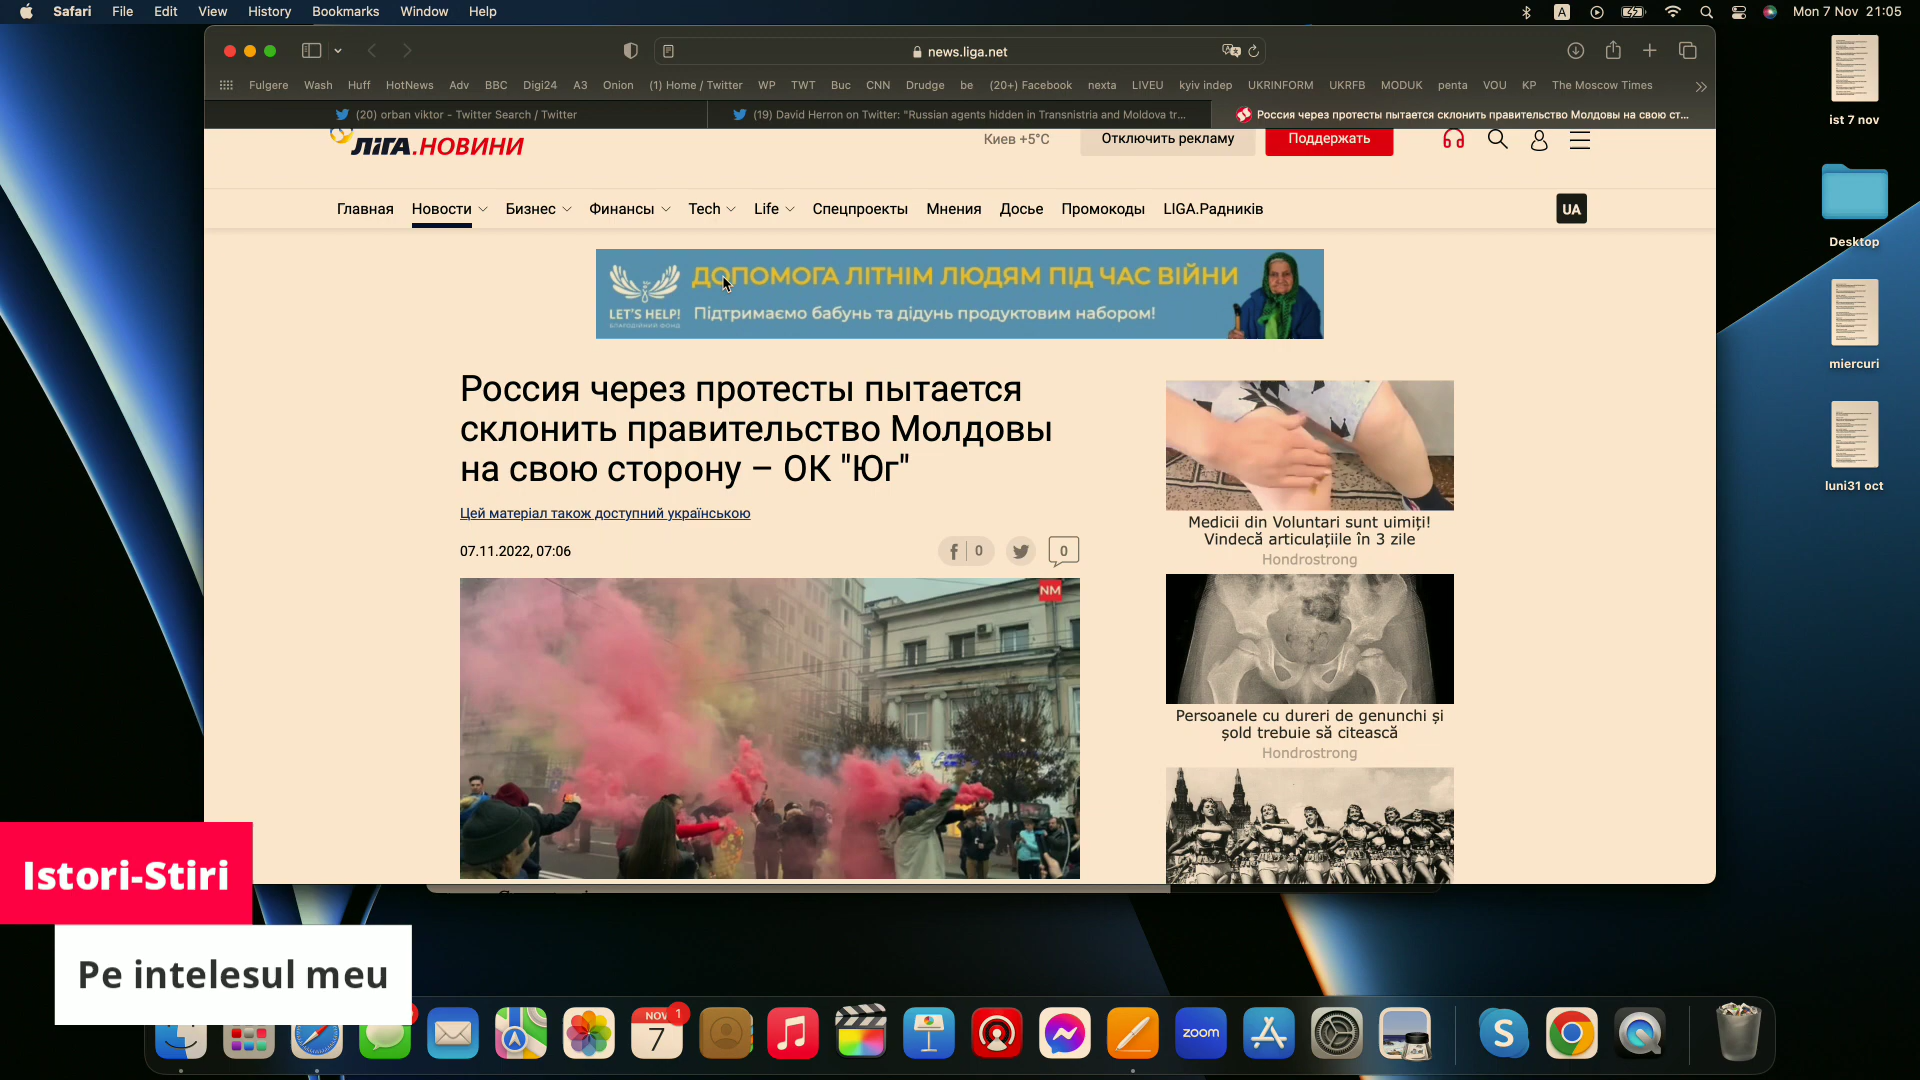 Safari File Edit View History Bookmarks Window Help
A
Mon 7 Nov 21:05
news.liga.net
Fulgere Wash Huff HotNews Adv BBC Digi24 A3 Onion (1) Home / Twitter WP TWT Buc CNN Drudge be (20+) Facebook nexta LIVEU kyiv indep UKRINFORM UKRFB MODUK penta VOU KP The Moscow Times
(20) orban viktor - Twitter Search / Twitter
(19) David Herron on Twitter: "Russian agents hidden in Transnistria and Moldova tr...
Россия через протесты пытается склонить правительство Молдовы на свою ст...
ist 7 nov
ЛІГА.НОВИНИ
Киев +5°C
Отключить рекламу
Поддержать
Главная Новости Бизнес Финансы Tech Life Спецпроекты Мнения Досье Промокоды LIGA.Радників
UA
Desktop
LET'S HELP!
БЛАГОДІЙНИЙ ФОНД
ДОПОМОГА ЛІТНІМ ЛЮДЯМ ПІД ЧАС ВІЙНИ
Підтримаємо бабунь та дідунь продуктовим набором!
miercuri
Россия через протесты пытается
склонить правительство Молдовы
на свою сторону – ОК "Юг"
luni31 oct
Цей матеріал також доступний українською
07.11.2022, 07:06
0
0
NM
Medicii din Voluntari sunt uimiți!
Vindecă articulațiile în 3 zile
Hondrostrong
Persoanele cu dureri de genunchi și
șold trebuie să citească
Hondrostrong
Istori-Stiri
Pe intelesul meu
NOV
7
1
zoom